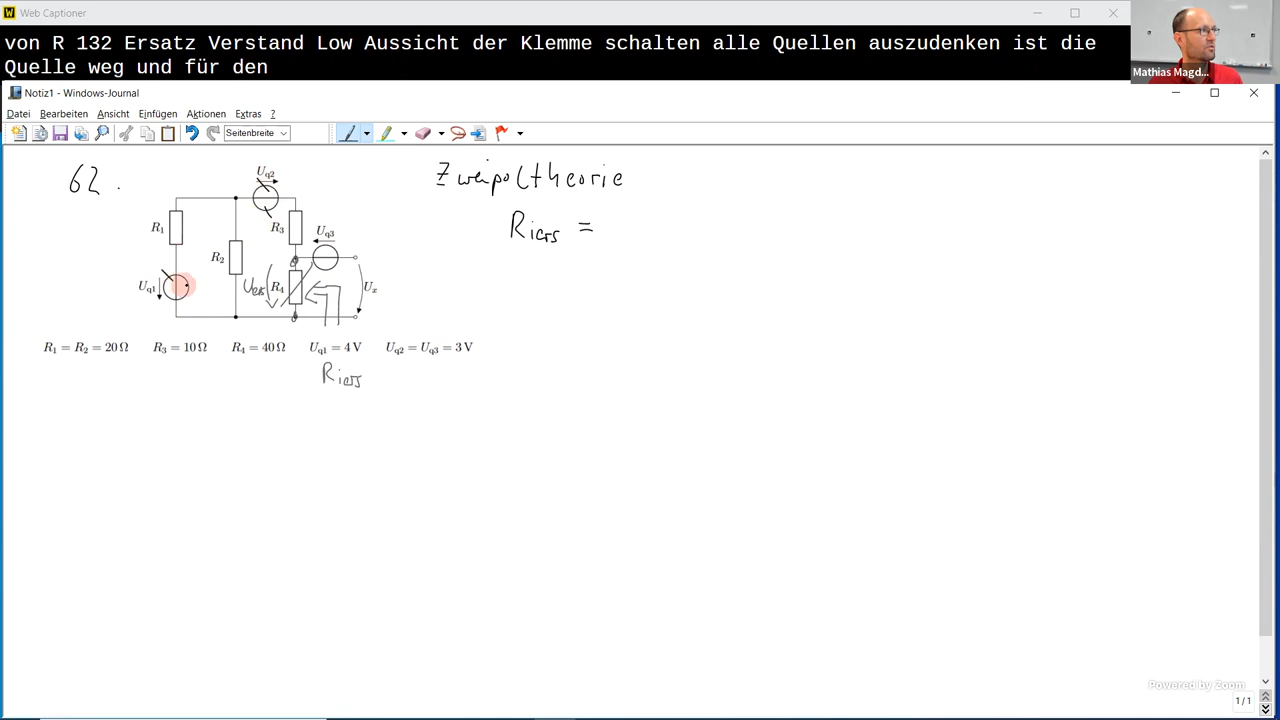 Web Captioner
von R 132 Ersatz Verstand Low Aussicht der Klemme schalten alle Quellen auszudenken ist die
Quelle weg und für den
Mathias Magd...
Notiz1 - Windows-Journal
Datei Bearbeiten Ansicht Einfügen Aktionen Extras ?
Seitenbreite
62.
Zweipoltheorie
Riers =
Uq2
R1
R3
Uq3
R2
Uq1
Uers
R4
Ux
R1 = R2 = 20 Ω R3 = 10 Ω R4 = 40 Ω Uq1 = 4 V Uq2 = Uq3 = 3 V
Riers
Powered by Zoom
1 / 1